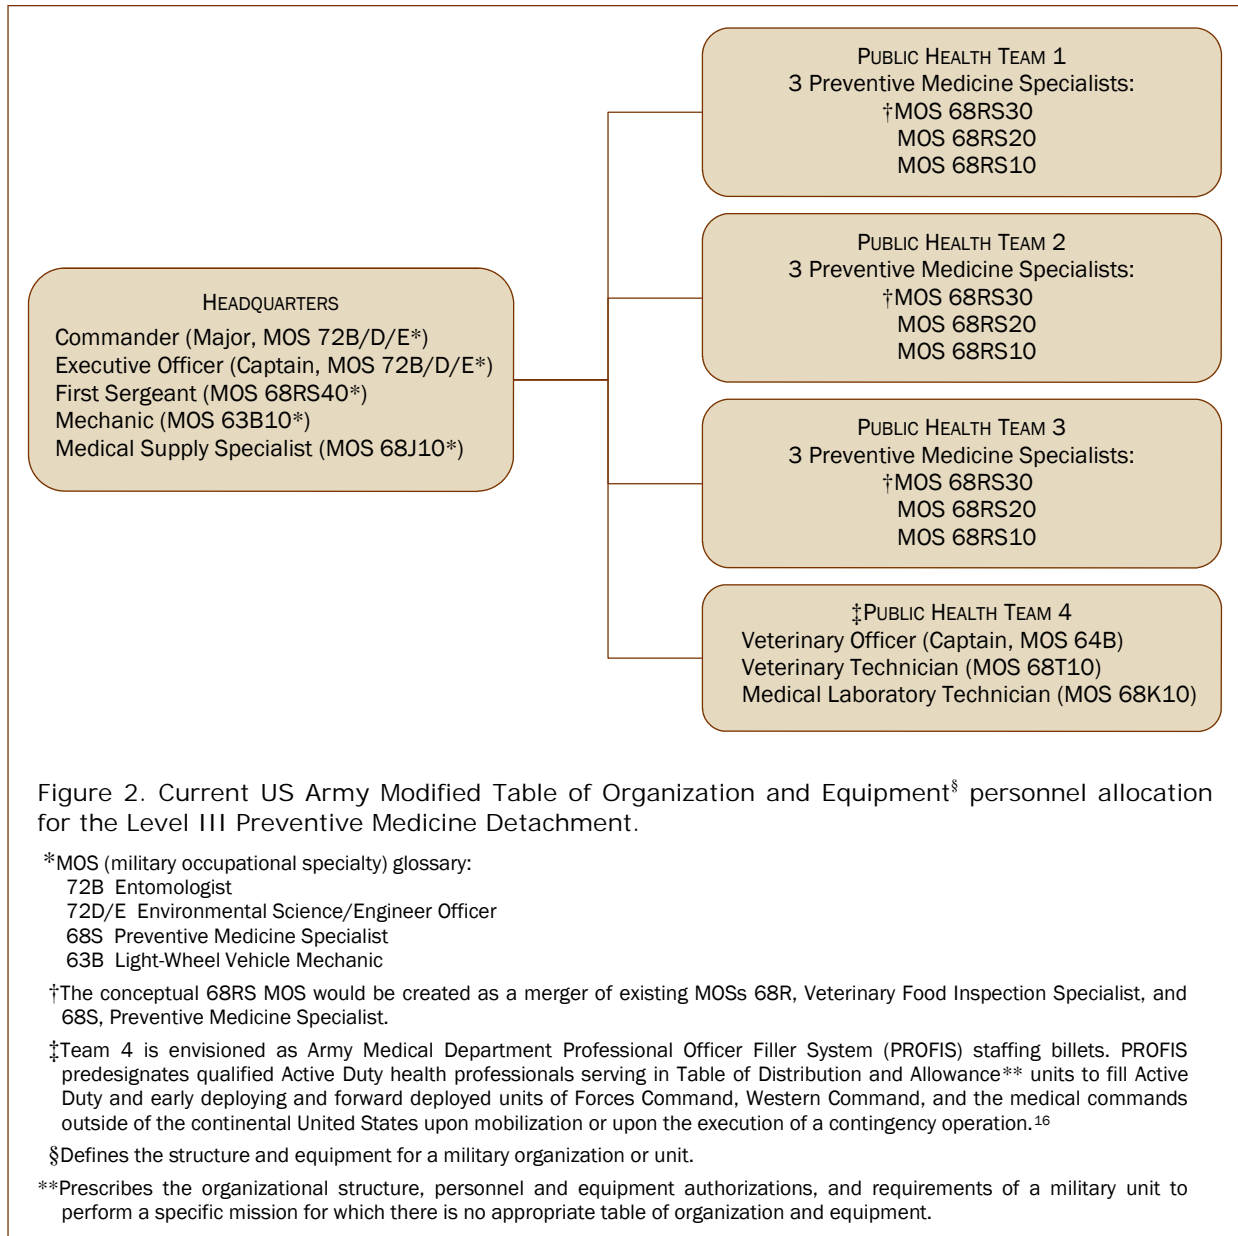 PUBLIC HEALTH TEAM 1
3 Preventive Medicine Specialists:
†MOS 68RS30
MOS 68RS20
MOS 68RS10
PUBLIC HEALTH TEAM 2
3 Preventive Medicine Specialists:
†MOS 68RS30
MOS 68RS20
MOS 68RS10
HEADQUARTERS
Commander (Major, MOS 72B/D/E*)
Executive Officer (Captain, MOS 72B/D/E*)
First Sergeant (MOS 68RS40*)
Mechanic (MOS 63B10*)
Medical Supply Specialist (MOS 68J10*)
PUBLIC HEALTH TEAM 3
3 Preventive Medicine Specialists:
†MOS 68RS30
MOS 68RS20
MOS 68RS10
‡PUBLIC HEALTH TEAM 4
Veterinary Officer (Captain, MOS 64B)
Veterinary Technician (MOS 68T10)
Medical Laboratory Technician (MOS 68K10)
Figure 2. Current US Army Modified Table of Organization and Equipment§ personnel allocation
for the Level III Preventive Medicine Detachment.
*MOS (military occupational specialty) glossary:
72B Entomologist
72D/E Environmental Science/Engineer Officer
68S Preventive Medicine Specialist
63B Light-Wheel Vehicle Mechanic
†The conceptual 68RS MOS would be created as a merger of existing MOSs 68R, Veterinary Food Inspection Specialist, and
68S, Preventive Medicine Specialist.
‡Team 4 is envisioned as Army Medical Department Professional Officer Filler System (PROFIS) staffing billets. PROFIS
predesignates qualified Active Duty health professionals serving in Table of Distribution and Allowance** units to fill Active
Duty and early deploying and forward deployed units of Forces Command, Western Command, and the medical commands
outside of the continental United States upon mobilization or upon the execution of a contingency operation.16
§Defines the structure and equipment for a military organization or unit.
**Prescribes the organizational structure, personnel and equipment authorizations, and requirements of a military unit to
perform a specific mission for which there is no appropriate table of organization and equipment.